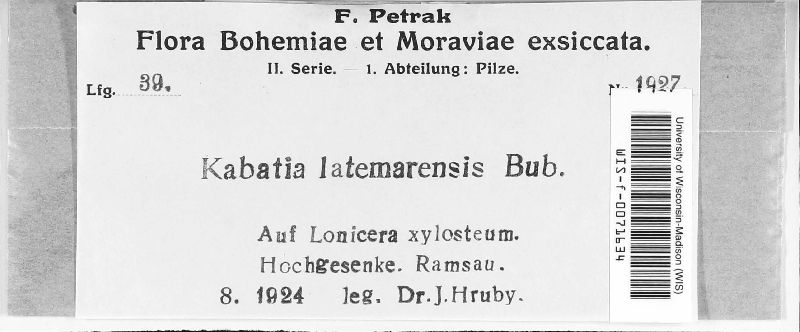 F. Petrak
Flora Bohemiae et Moraviae exsiccata.
II. Serie. — 1. Abteilung: Pilze.
Lfg. 39.
N. 1927
Kabatia latemarensis Bub.
Auf Lonicera xylosteum.
Hochgesenke. Ramsau.
8. 1924 leg. Dr. J. Hruby.
University of Wisconsin-Madison (WIS)
WIS-f-0071934